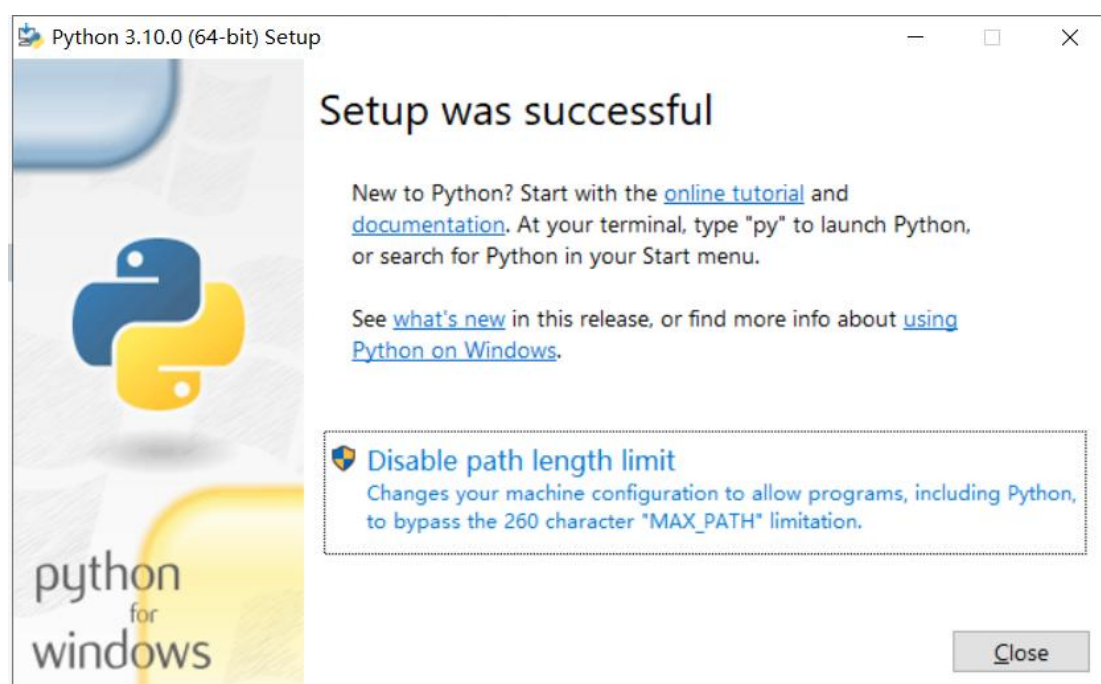 Python 3.10.0 (64-bit) Setup
Setup was successful
New to Python? Start with the online tutorial and
documentation. At your terminal, type "py" to launch Python,
or search for Python in your Start menu.
See what's new in this release, or find more info about using
Python on Windows.
Disable path length limit
Changes your machine configuration to allow programs, including Python,
to bypass the 260 character "MAX_PATH" limitation.
python
for
windows
Close